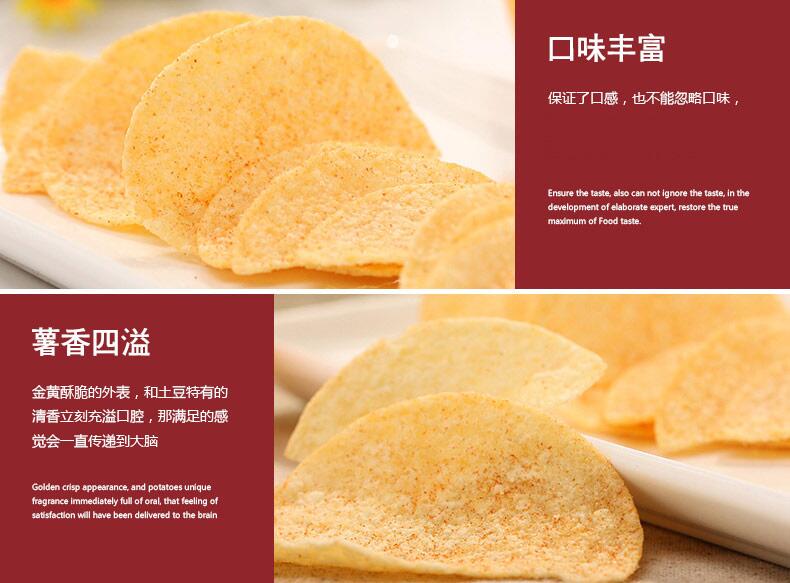 口味丰富
保证了口感，也不能忽略口味，
Ensure the taste, also can not ignore the taste, in the
development of elaborate expert, restore the true
maximum of Food taste.
薯香四溢
金黄酥脆的外表，和土豆特有的
清香立刻充溢口腔，那满足的感
觉会一直传递到大脑
Golden crisp appearance, and potatoes unique
fragrance immediately full of oral, that feeling of
satisfaction will have been delivered to the brain